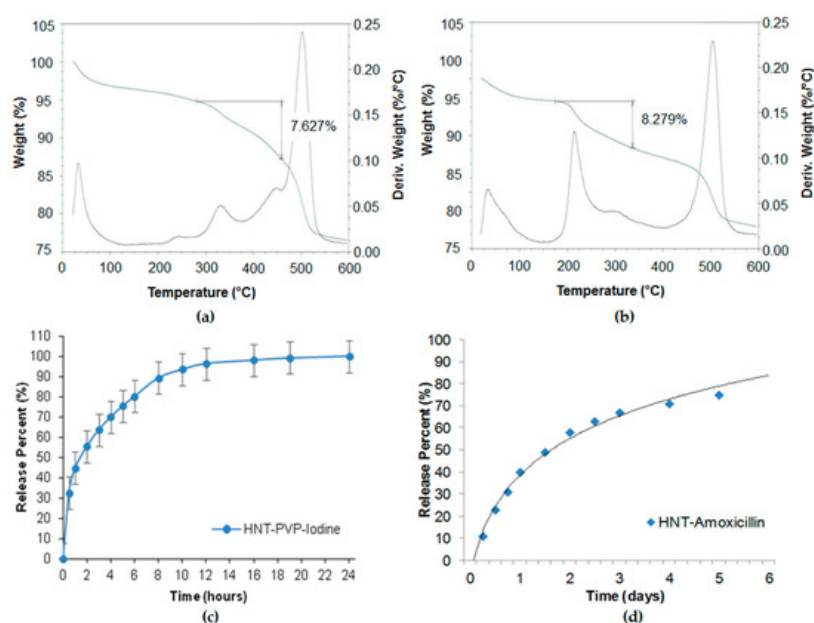 105
100
95
90
85
80
75
Weight (%)
7.627%
0.25
0.20
0.15
0.10
0.05
0.00
Deriv. Weight (%/°C)
0 100 200 300 400 500 600
Temperature (°C)
(a)
105
100
95
90
85
80
75
Weight (%)
8.279%
0.25
0.20
0.15
0.10
0.05
0.00
Deriv. Weight (%/°C)
0 100 200 300 400 500 600
Temperature (°C)
(b)
110
100
90
80
70
60
50
40
30
20
10
0
Release Percent (%)
HNT-PVP-Iodine
0 2 4 6 8 10 12 14 16 18 20 22 24
Time (hours)
(c)
100
90
80
70
60
50
40
30
20
10
0
Release Percent (%)
HNT-Amoxicillin
0 1 2 3 4 5 6
Time (days)
(d)